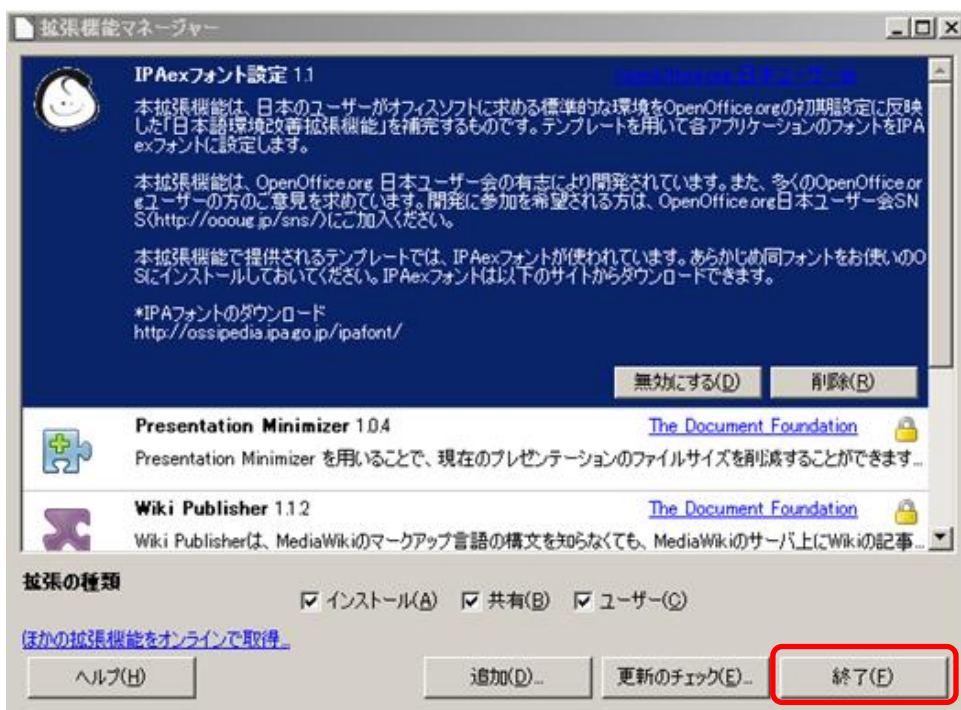 拡張機能マネージャー
IPAexフォント設定 1.1 OpenOffice.org 日本ユーザー会
本拡張機能は、日本のユーザーがオフィスソフトに求める標準的な環境をOpenOffice.orgの初期設定に反映
した「日本語環境改善拡張機能」を補完するものです。テンプレートを用いて各アプリケーションのフォントをIPA
exフォントに設定します。
本拡張機能は、OpenOffice.org 日本ユーザー会の有志により開発されています。また、多くのOpenOffice.or
gユーザーの方のご意見を求めています。開発に参加を希望される方は、OpenOffice.org日本ユーザー会SN
S(http://oooug.jp/sns/)にご加入ください。
本拡張機能で提供されるテンプレートでは、IPAexフォントが使われています。あらかじめ同フォントをお使いのO
Sにインストールしておいてください。IPAexフォントは以下のサイトからダウンロードできます。
*IPAフォントのダウンロード
http://ossipedia.ipa.go.jp/ipafont/
無効にする(D) 削除(R)
Presentation Minimizer 1.0.4 The Document Foundation
Presentation Minimizer を用いることで、現在のプレゼンテーションのファイルサイズを削減することができます...
Wiki Publisher 1.1.2 The Document Foundation
Wiki Publisherは、MediaWikiのマークアップ言語の構文を知らなくても、MediaWikiのサーバ上にWikiの記事...
拡張の種類
インストール(A) 共有(B) ユーザー(C)
ほかの拡張機能をオンラインで取得...
ヘルプ(H) 追加(D)... 更新のチェック(E)... 終了(F)